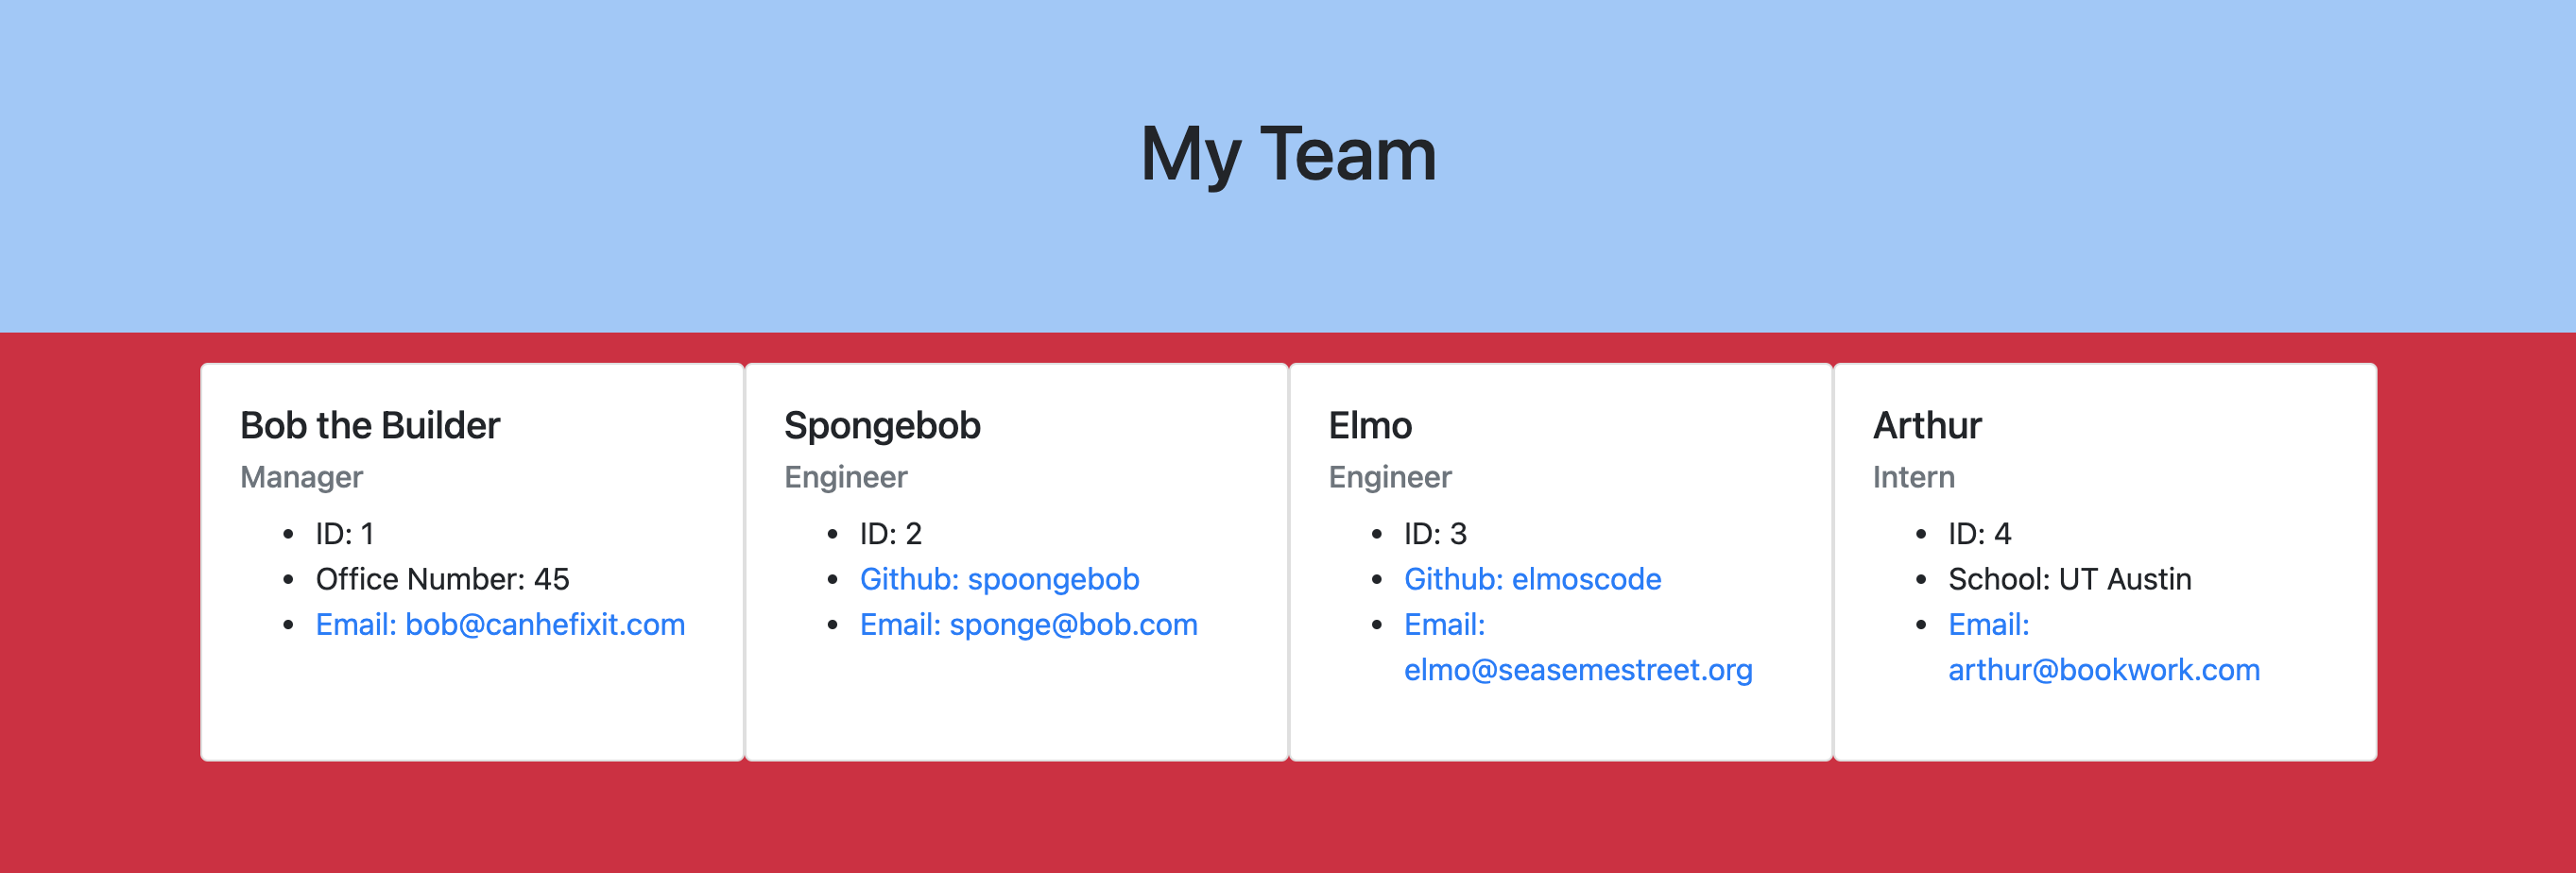 My Team
Bob the Builder
Manager
ID: 1
Office Number: 45
Email: bob@canhefixit.com
Spongebob
Engineer
ID: 2
Github: spoongebob
Email: sponge@bob.com
Elmo
Engineer
ID: 3
Github: elmoscode
Email:
elmo@seasemestreet.org
Arthur
Intern
ID: 4
School: UT Austin
Email:
arthur@bookwork.com